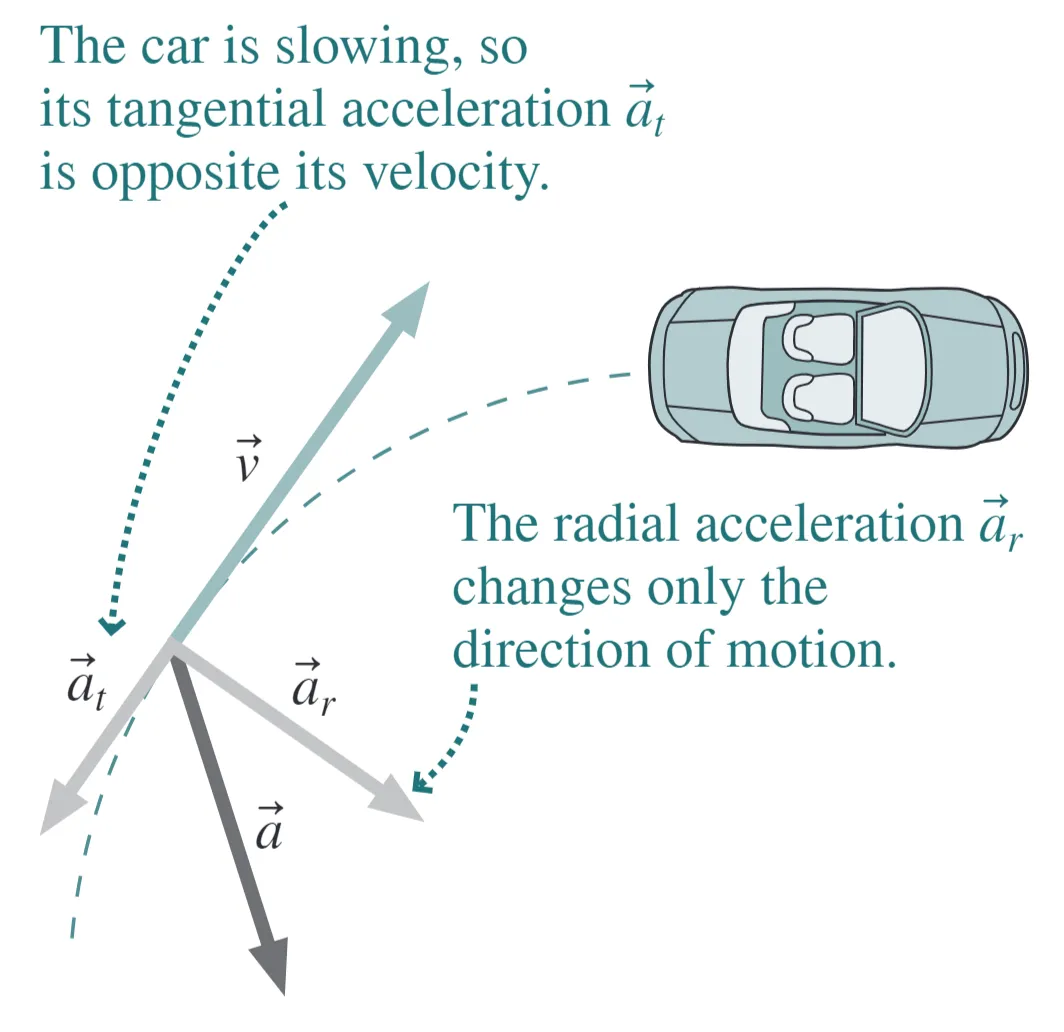 The car is slowing, so
its tangential acceleration $\vec{a}_t$
is opposite its velocity.
$\vec{v}$
The radial acceleration $\vec{a}_r$
changes only the
direction of motion.
$\vec{a}_t$
$\vec{a}_r$
$\vec{a}$